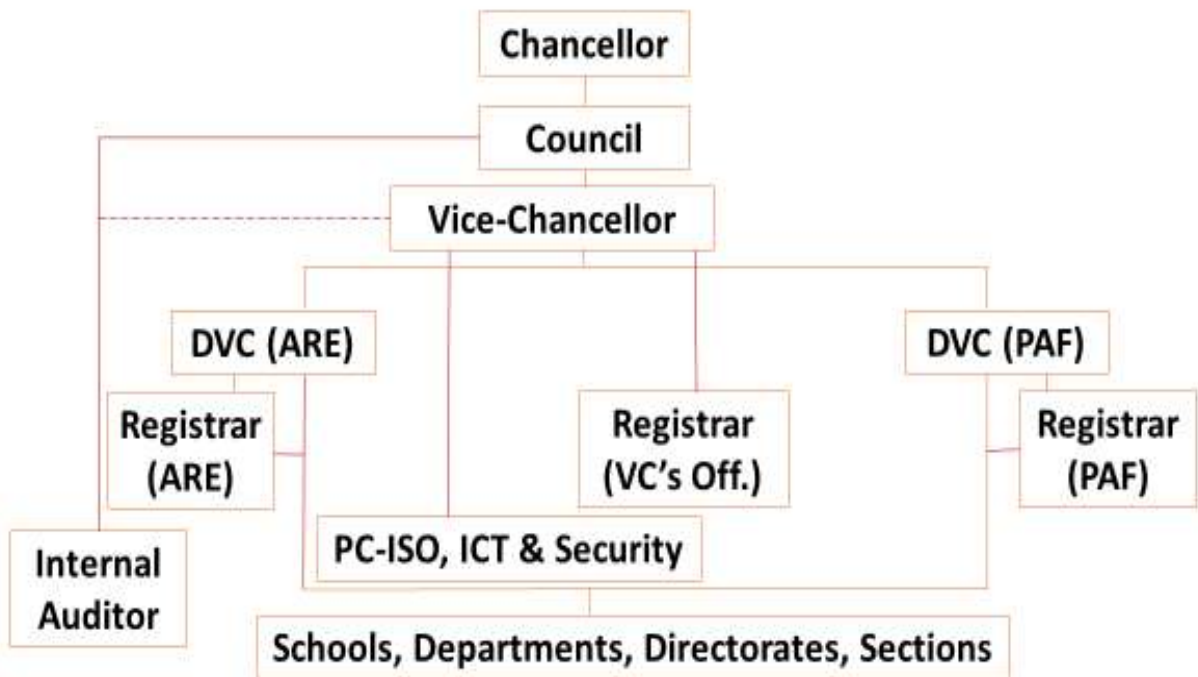 Chancellor
Council
Vice-Chancellor
DVC (ARE)
DVC (PAF)
Registrar
(ARE)
Registrar
(VC's Off.)
Registrar
(PAF)
PC-ISO, ICT & Security
Internal
Auditor
Schools, Departments, Directorates, Sections